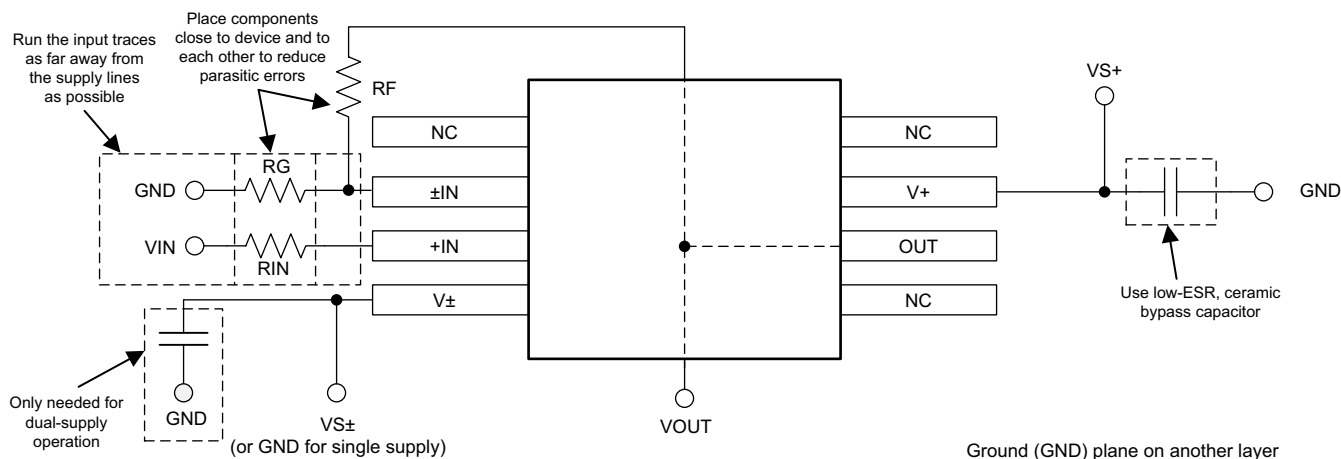 Run the input traces
as far away from
the supply lines
as possible
Place components
close to device and to
each other to reduce
parasitic errors
RF
VS+
NC
NC
RG
GND
±IN
V+
GND
VIN
+IN
OUT
RIN
V±
NC
Use low-ESR, ceramic
bypass capacitor
Only needed for
dual-supply
operation
GND
VS±
(or GND for single supply)
VOUT
Ground (GND) plane on another layer